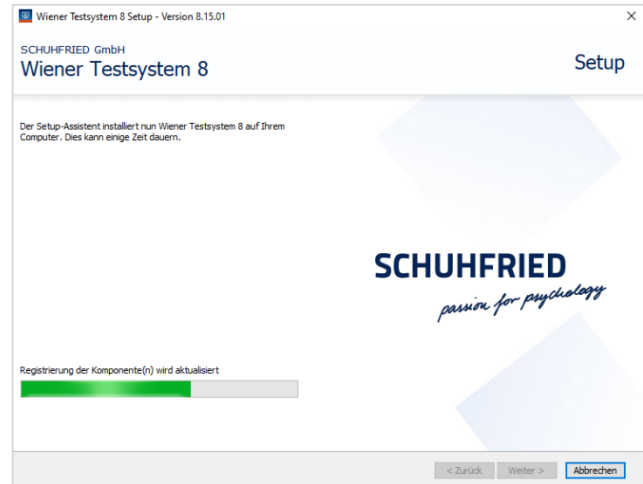 Wiener Testsystem 8 Setup - Version 8.15.01
SCHUHFRIED GmbH
Wiener Testsystem 8
Setup
Der Setup-Assistent installiert nun Wiener Testsystem 8 auf Ihrem
Computer. Dies kann einige Zeit dauern.
SCHUHFRIED
passion for psychology
Registrierung der Komponente(n) wird aktualisiert
< Zurück
Weiter >
Abbrechen